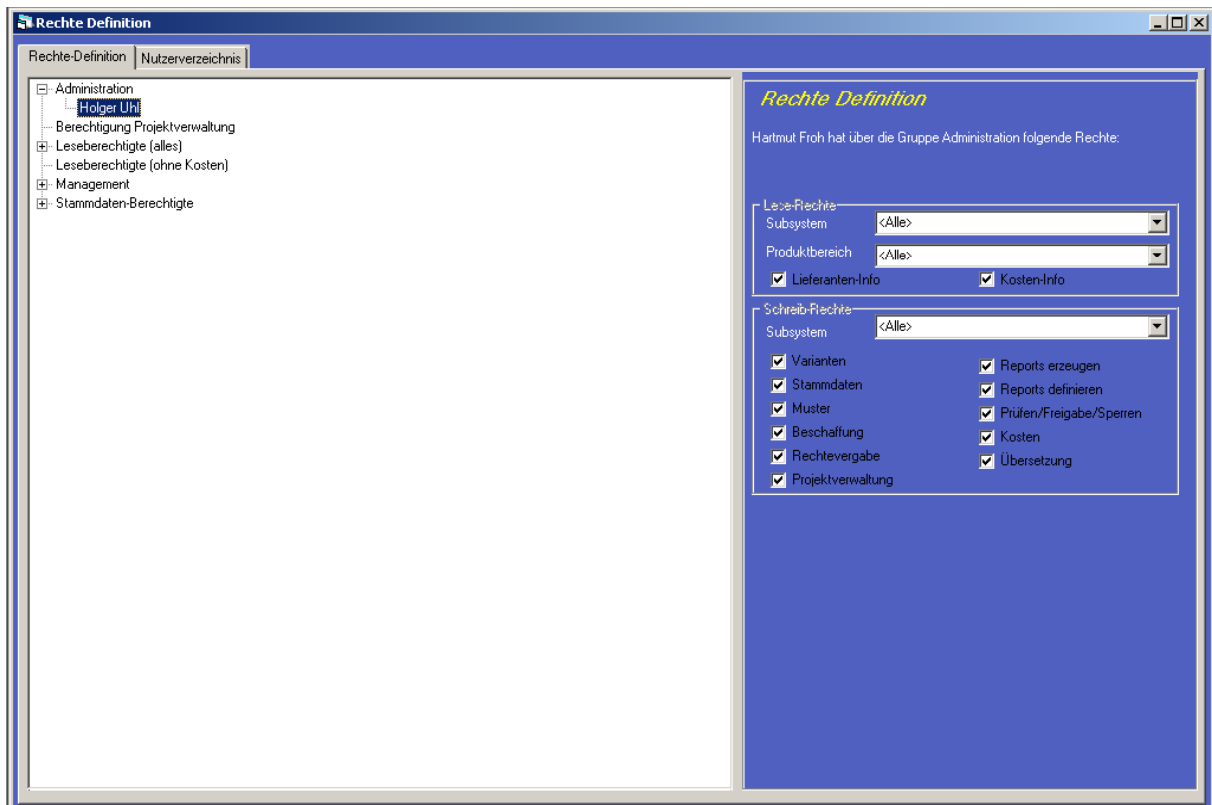 Rechte Definition
Rechte-Definition Nutzerverzeichnis
Administration
Holger Uhl
Berechtigung Projektverwaltung
Leseberechtigte (alles)
Leseberechtigte (ohne Kosten)
Management
Stammdaten-Berechtigte
Rechte Definition
Hartmut Froh hat über die Gruppe Administration folgende Rechte:
Lese-Rechte
Subsystem <Alle>
Produktbereich <Alle>
Lieferanten-Info Kosten-Info
Schreib-Rechte
Subsystem <Alle>
Varianten Reports erzeugen
Stammdaten Reports definieren
Muster Prüfen/Freigabe/Sperren
Beschaffung Kosten
Rechtevergabe Übersetzung
Projektverwaltung